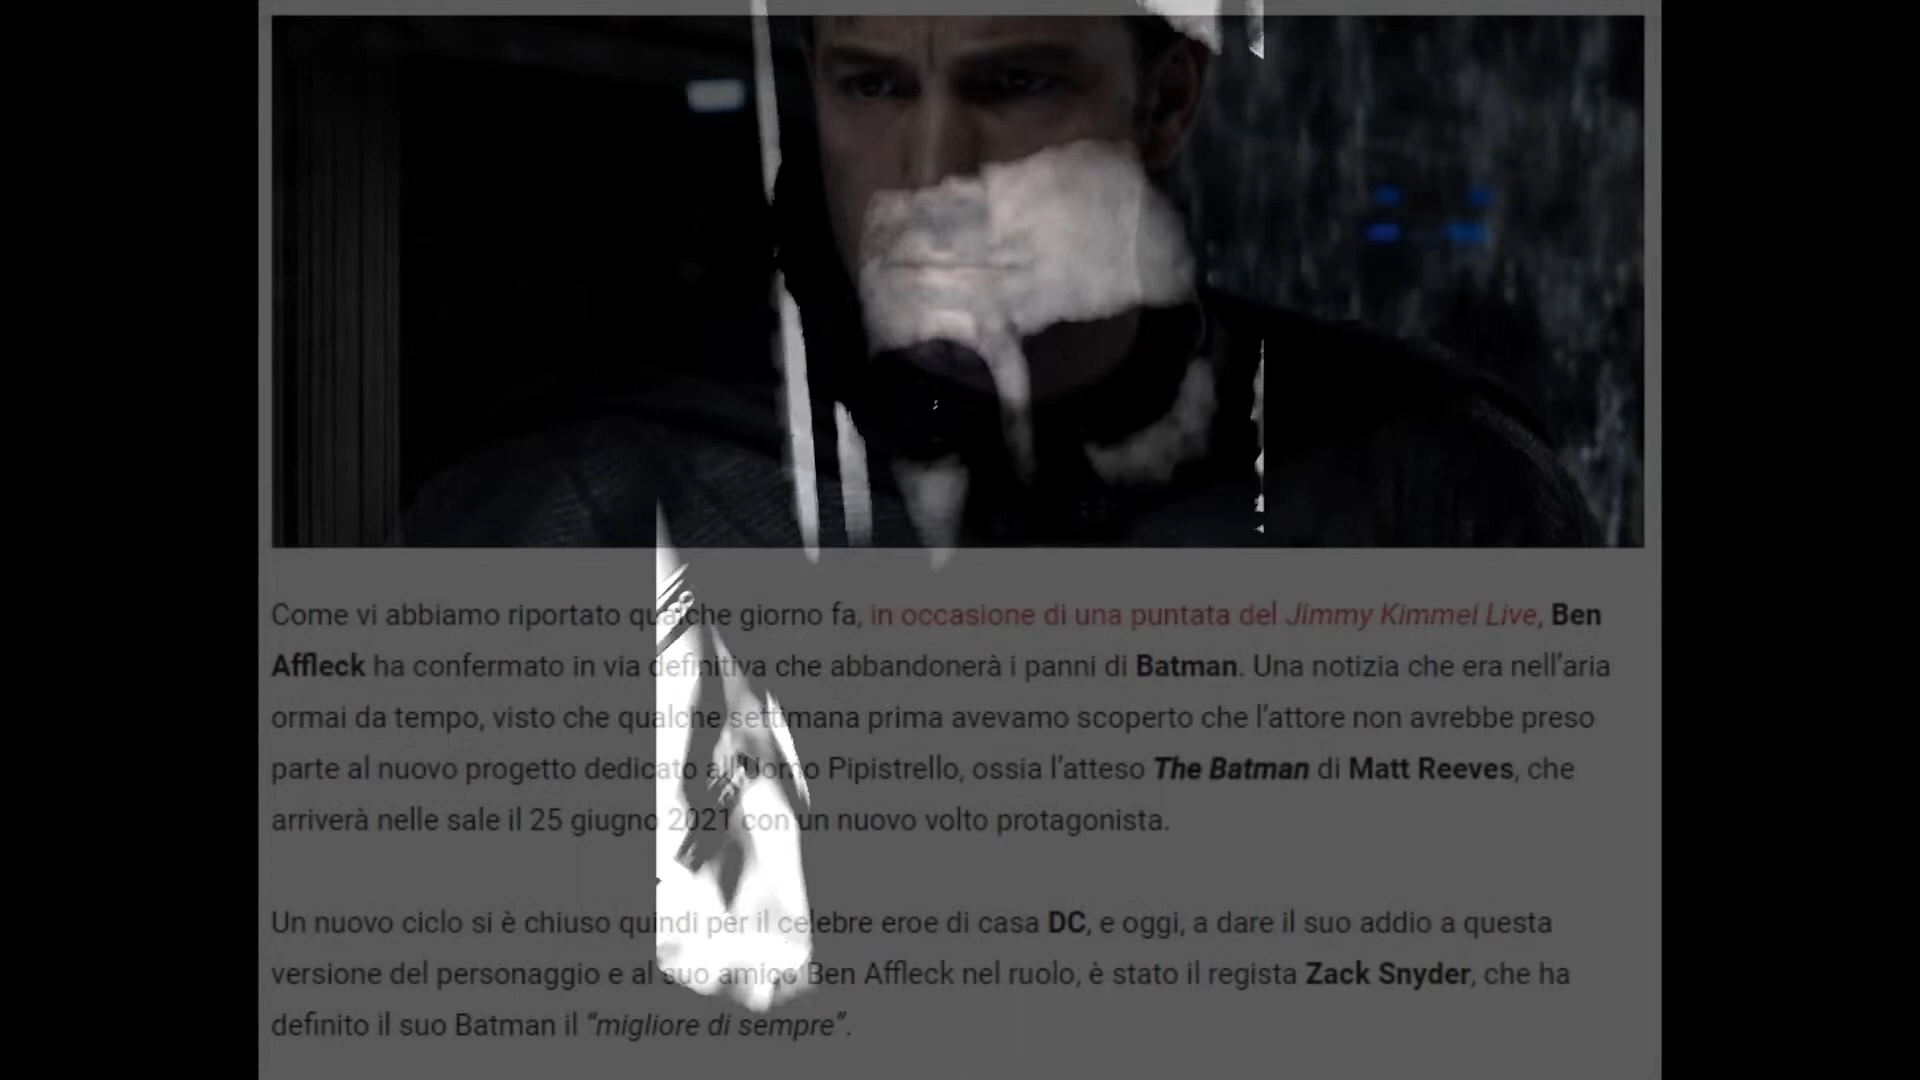 Come vi abbiamo riportato qualche giorno fa, in occasione di una puntata del Jimmy Kimmel Live, Ben
Affleck ha confermato in via definitiva che abbandonerà i panni di Batman. Una notizia che era nell'aria
ormai da tempo, visto che qualche settimana prima avevamo scoperto che l'attore non avrebbe preso
parte al nuovo progetto dedicato all'Uomo Pipistrello, ossia l'atteso The Batman di Matt Reeves, che
arriverà nelle sale il 25 giugno 2021 con un nuovo volto protagonista.
Un nuovo ciclo si è chiuso quindi per il celebre eroe di casa DC, e oggi, a dare il suo addio a questa
versione del personaggio e al suo amico Ben Affleck nel ruolo, è stato il regista Zack Snyder, che ha
definito il suo Batman il “migliore di sempre”.